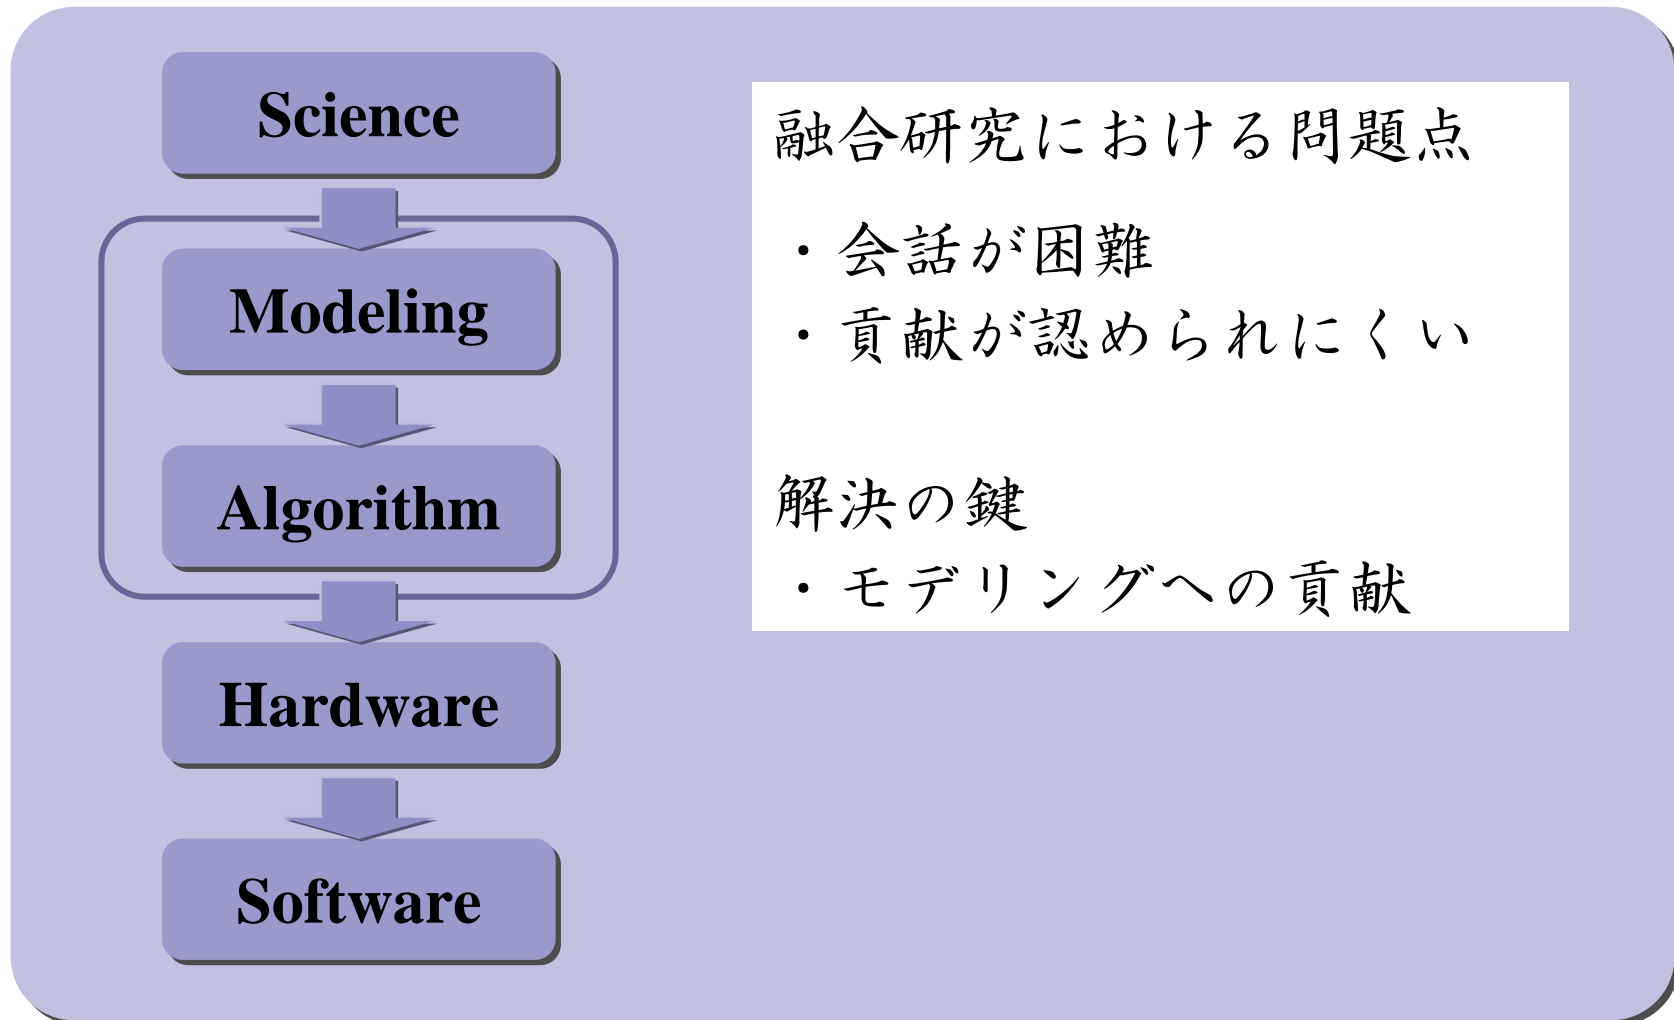 Science
Modeling
Algorithm
Hardware
Software
融合研究における問題点
・会話が困難
・貢献が認められにくい
解決の鍵
・モデリングへの貢献